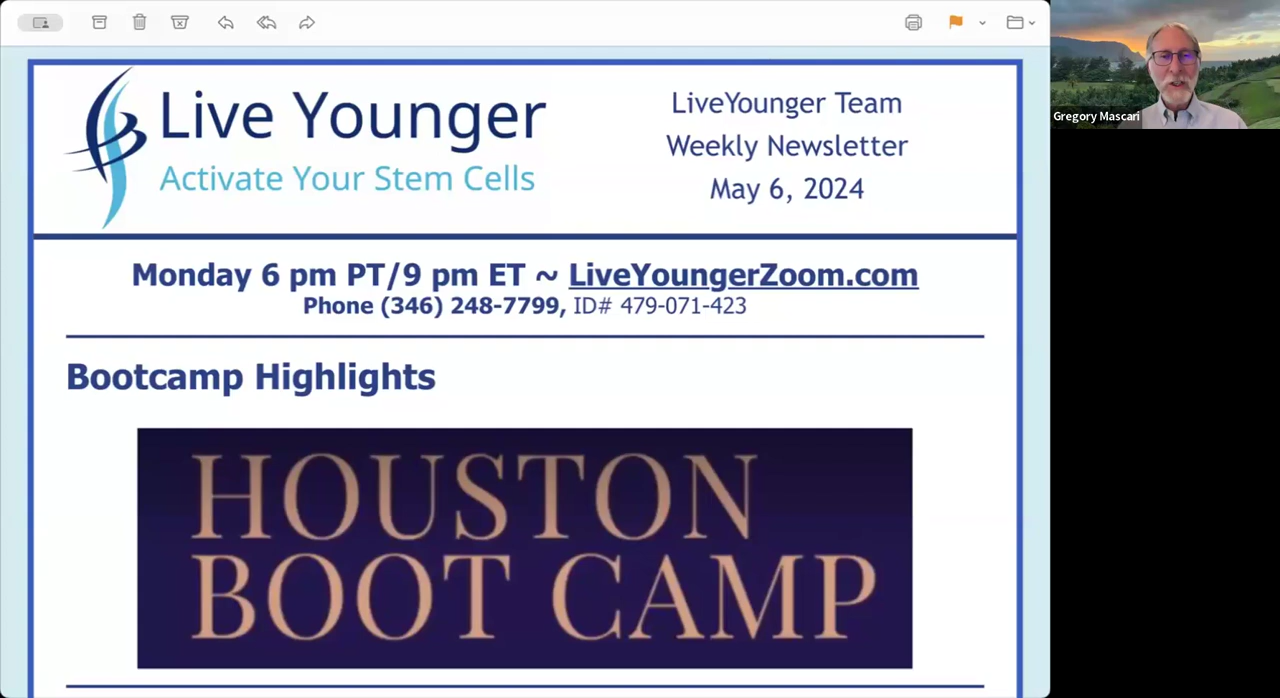 Live Younger
Activate Your Stem Cells
LiveYounger Team
Weekly Newsletter
May 6, 2024
Gregory Mascari
Monday 6 pm PT/9 pm ET ~ LiveYoungerZoom.com
Phone (346) 248-7799, ID# 479-071-423
Bootcamp Highlights
HOUSTON
BOOT CAMP